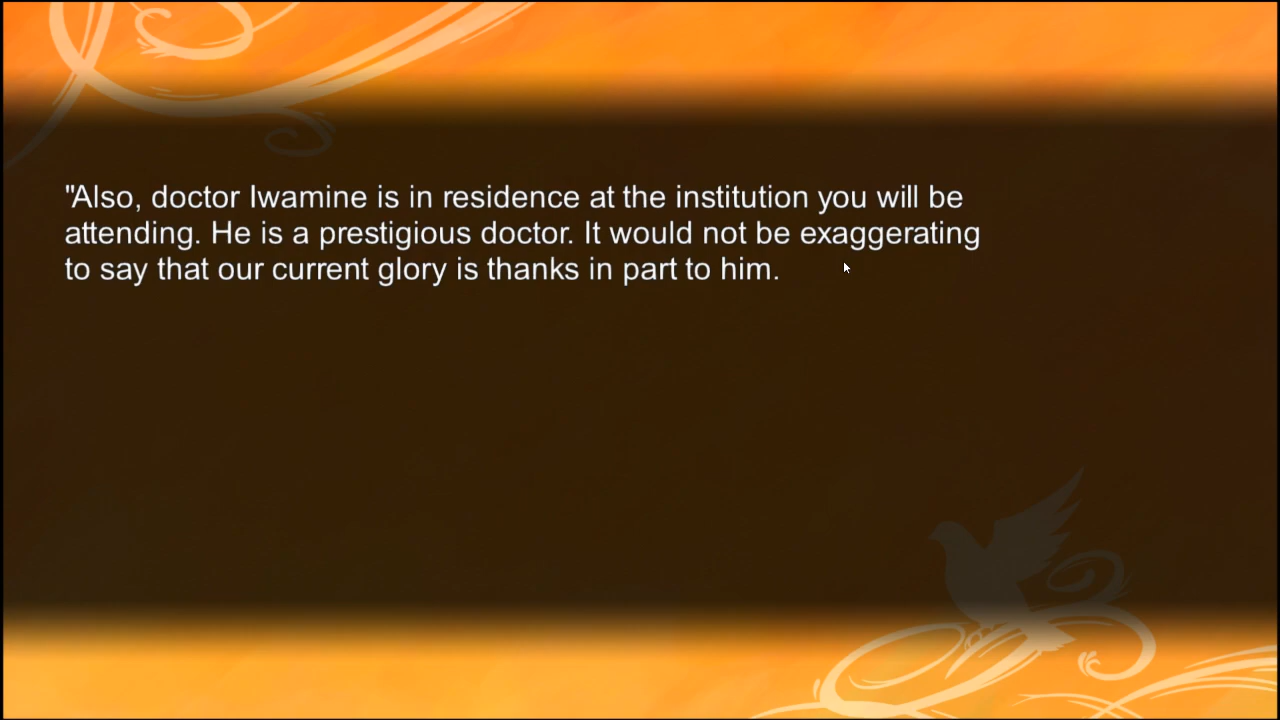 "Also, doctor Iwamine is in residence at the institution you will be
attending. He is a prestigious doctor. It would not be exaggerating
to say that our current glory is thanks in part to him.